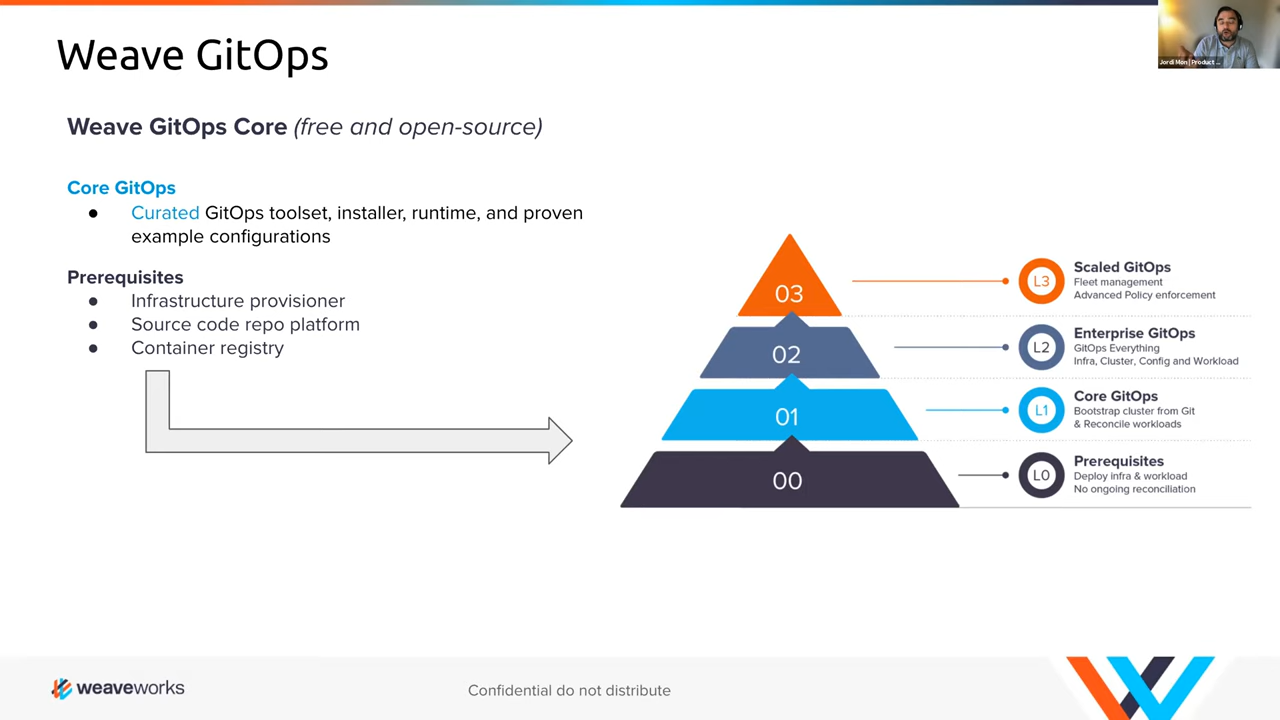 Weave GitOps
Jordi Mon | Product ...
Weave GitOps Core (free and open-source)
Core GitOps
● Curated GitOps toolset, installer, runtime, and proven
example configurations
Prerequisites
● Infrastructure provisioner
● Source code repo platform
● Container registry
03
L3
Scaled GitOps
Fleet management
Advanced Policy enforcement
02
L2
Enterprise GitOps
GitOps Everything
Infra, Cluster, Config and Workload
01
L1
Core GitOps
Bootstrap cluster from Git
& Reconcile workloads
00
L0
Prerequisites
Deploy infra & workload
No ongoing reconciliation
weaveworks
Confidential do not distribute